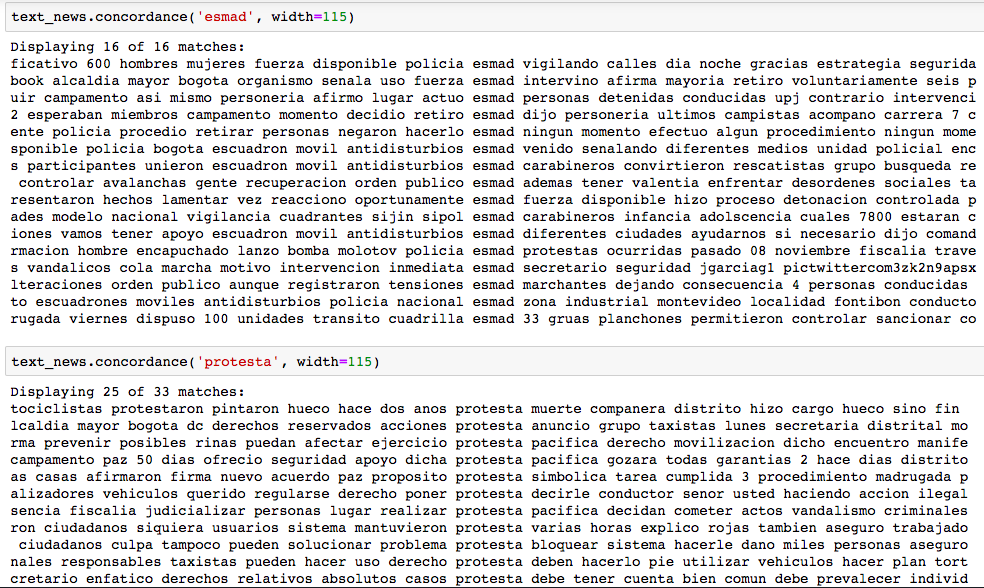 text_news.concordance('esmad', width=115)
Displaying 16 of 16 matches:
ficativo 600 hombres mujeres fuerza disponible policia esmad vigilando calles dia noche gracias estrategia segurida
book alcaldia mayor bogota organismo senala uso fuerza esmad intervino afirma mayoria retiro voluntariamente seis p
uir campamento asi mismo personeria afirmo lugar actuo esmad personas detenidas conducidas upj contrario intervenci
2 esperaban miembros campamento momento decidio retiro esmad dijo personeria ultimos campistas acompano carrera 7 c
ente policia procedio retirar personas negaron hacerlo esmad ningun momento efectuo algun procedimiento ningun mome
sponible policia bogota escuadron movil antidisturbios esmad venido senalando diferentes medios unidad policial enc
s participantes unieron escuadron movil antidisturbios esmad carabineros convirtieron rescatistas grupo busqueda re
controlar avalanchas gente recuperacion orden publico esmad ademas tener valentia enfrentar desordenes sociales ta
resentaron hechos lamentar vez reacciono oportunamente esmad fuerza disponible hizo proceso detonacion controlada p
ades modelo nacional vigilancia cuadrantes sijin sipol esmad carabineros infancia adolscencia cuales 7800 estaran c
iones vamos tener apoyo escuadron movil antidisturbios esmad diferentes ciudades ayudarnos si necesario dijo comand
rmacion hombre encapuchado lanzo bomba molotov policia esmad protestas ocurridas pasado 08 noviembre fiscalia trave
s vandalicos cola marcha motivo intervencion inmediata esmad secretario seguridad jgarciag1 pictwittercom3zk2n9apsx
lteraciones orden publico aunque registraron tensiones esmad marchantes dejando consecuencia 4 personas conducidas
to escuadrones moviles antidisturbios policia nacional esmad zona industrial montevideo localidad fontibon conducto
rugada viernes dispuso 100 unidades transito cuadrilla esmad 33 gruas planchones permitieron controlar sancionar co
text_news.concordance('protesta', width=115)
Displaying 25 of 33 matches:
tociclistas protestaron pintaron hueco hace dos anos protesta muerte companera distrito hizo cargo hueco sino fin
lcaldia mayor bogota dc derechos reservados acciones protesta anuncio grupo taxistas lunes secretaria distrital mo
rma prevenir posibles rinas puedan afectar ejercicio protesta pacifica derecho movilizacion dicho encuentro manife
campamento paz 50 dias ofrecio seguridad apoyo dicha protesta pacifica gozara todas garantias 2 hace dias distrito
as casas afirmaron firma nuevo acuerdo paz proposito protesta simbolica tarea cumplida 3 procedimiento madrugada p
alizadores vehiculos querido regularse derecho poner protesta decirle conductor senor usted haciendo accion ilegal
sencia fiscalia judicializar personas lugar realizar protesta pacifica decidan cometer actos vandalismo criminales
ron ciudadanos siquiera usuarios sistema mantuvieron protesta varias horas explico rojas tambien aseguro trabajado
ciudadanos culpa tampoco pueden solucionar problema protesta bloquear sistema hacerle dano miles personas aseguro
nales responsables taxistas pueden hacer uso derecho protesta deben hacerlo pie utilizar vehiculos hacer plan tort
cretario enfatico derechos relativos absolutos casos protesta debe tener cuenta bien comun debe prevalecer individ